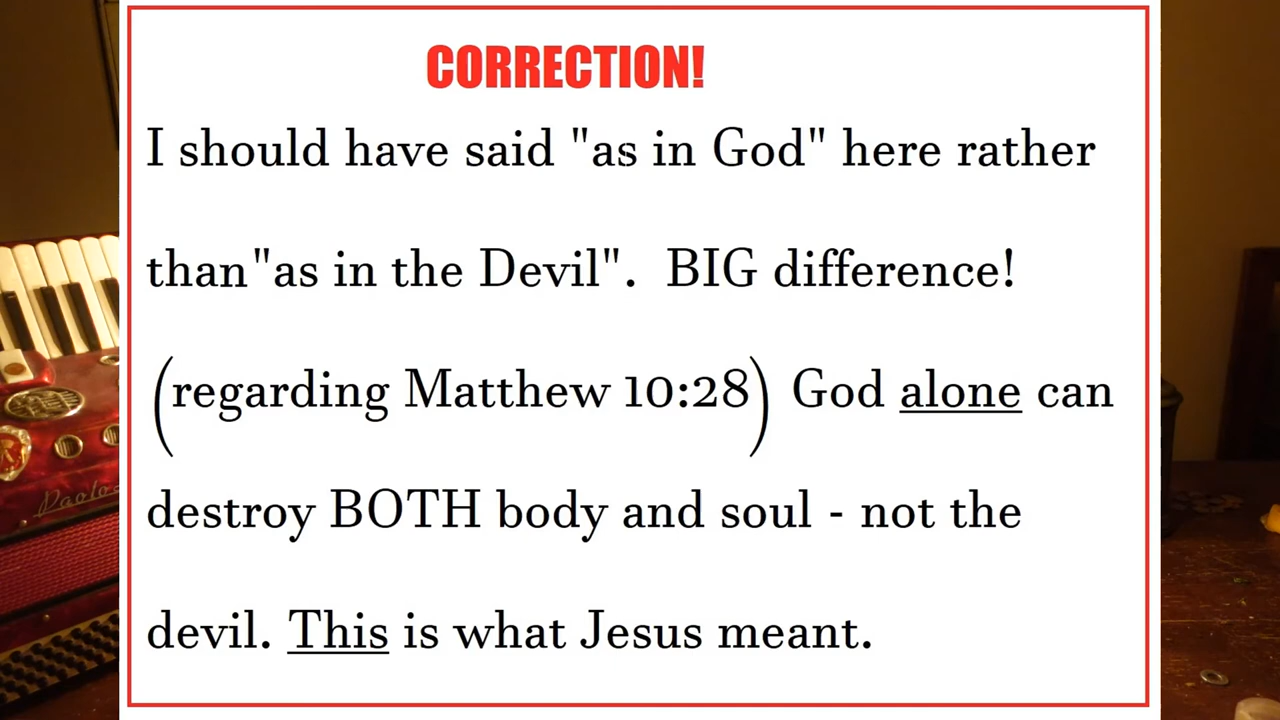 CORRECTION!
I should have said "as in God" here rather
than"as in the Devil". BIG difference!
(regarding Matthew 10:28) God alone can
destroy BOTH body and soul - not the
devil. This is what Jesus meant.
Paolo